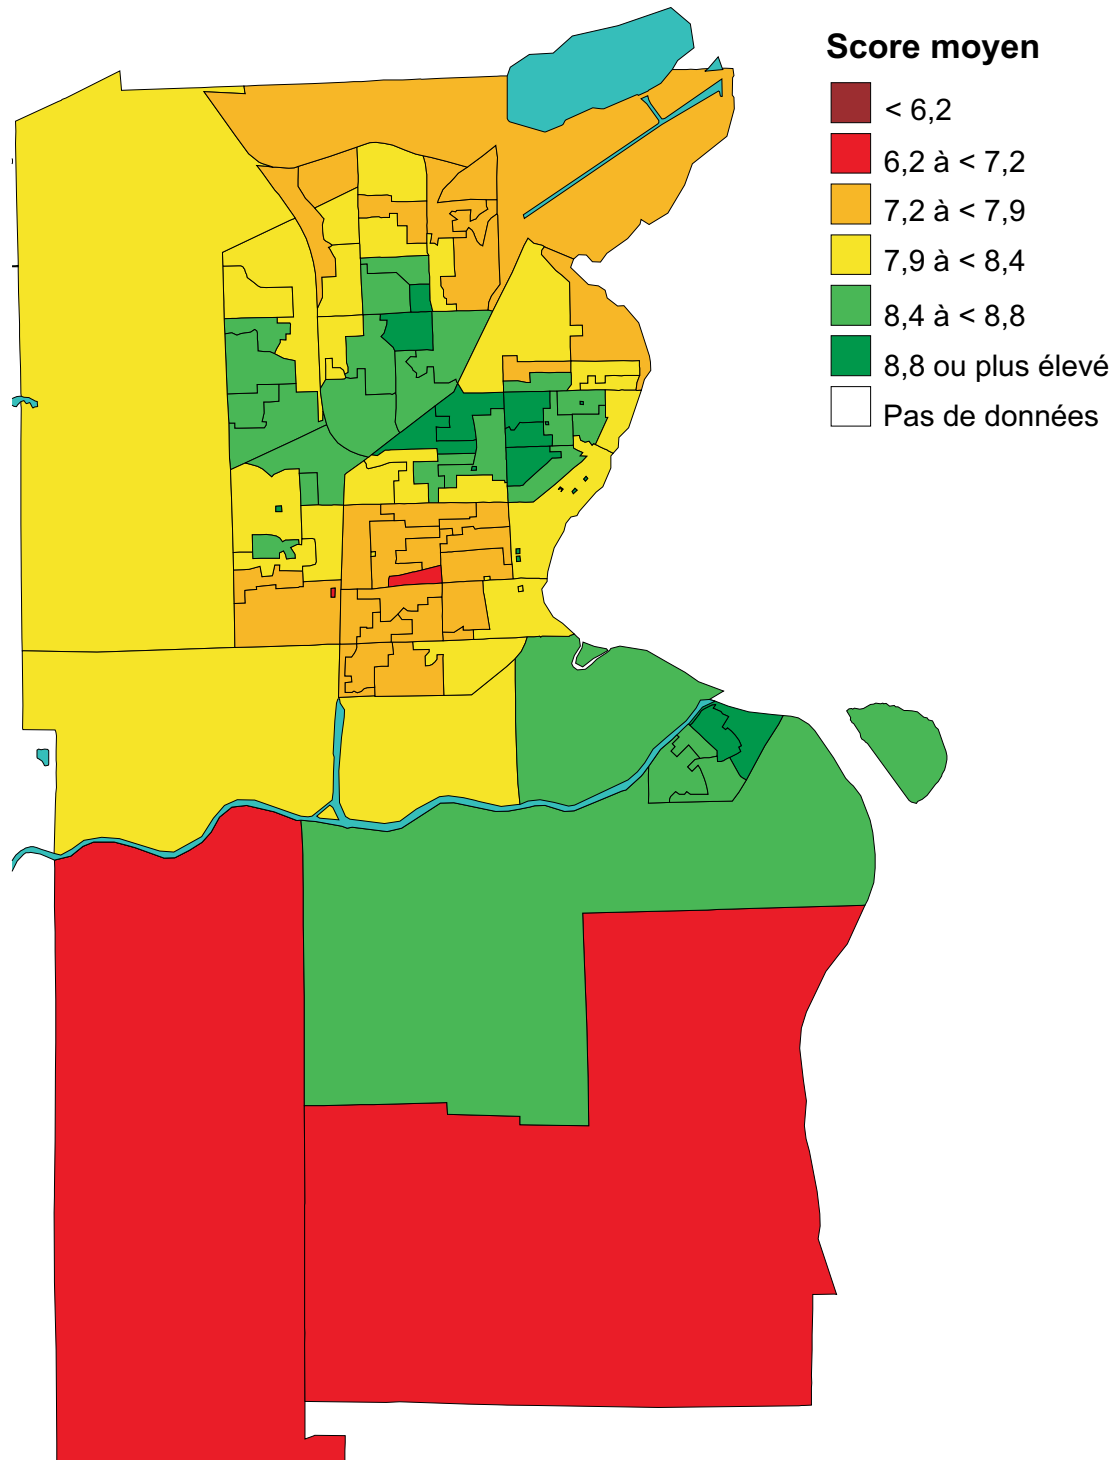 Score moyen
< 6,2
6,2 à < 7,2
7,2 à < 7,9
7,9 à < 8,4
8,4 à < 8,8
8,8 ou plus élevé
Pas de données